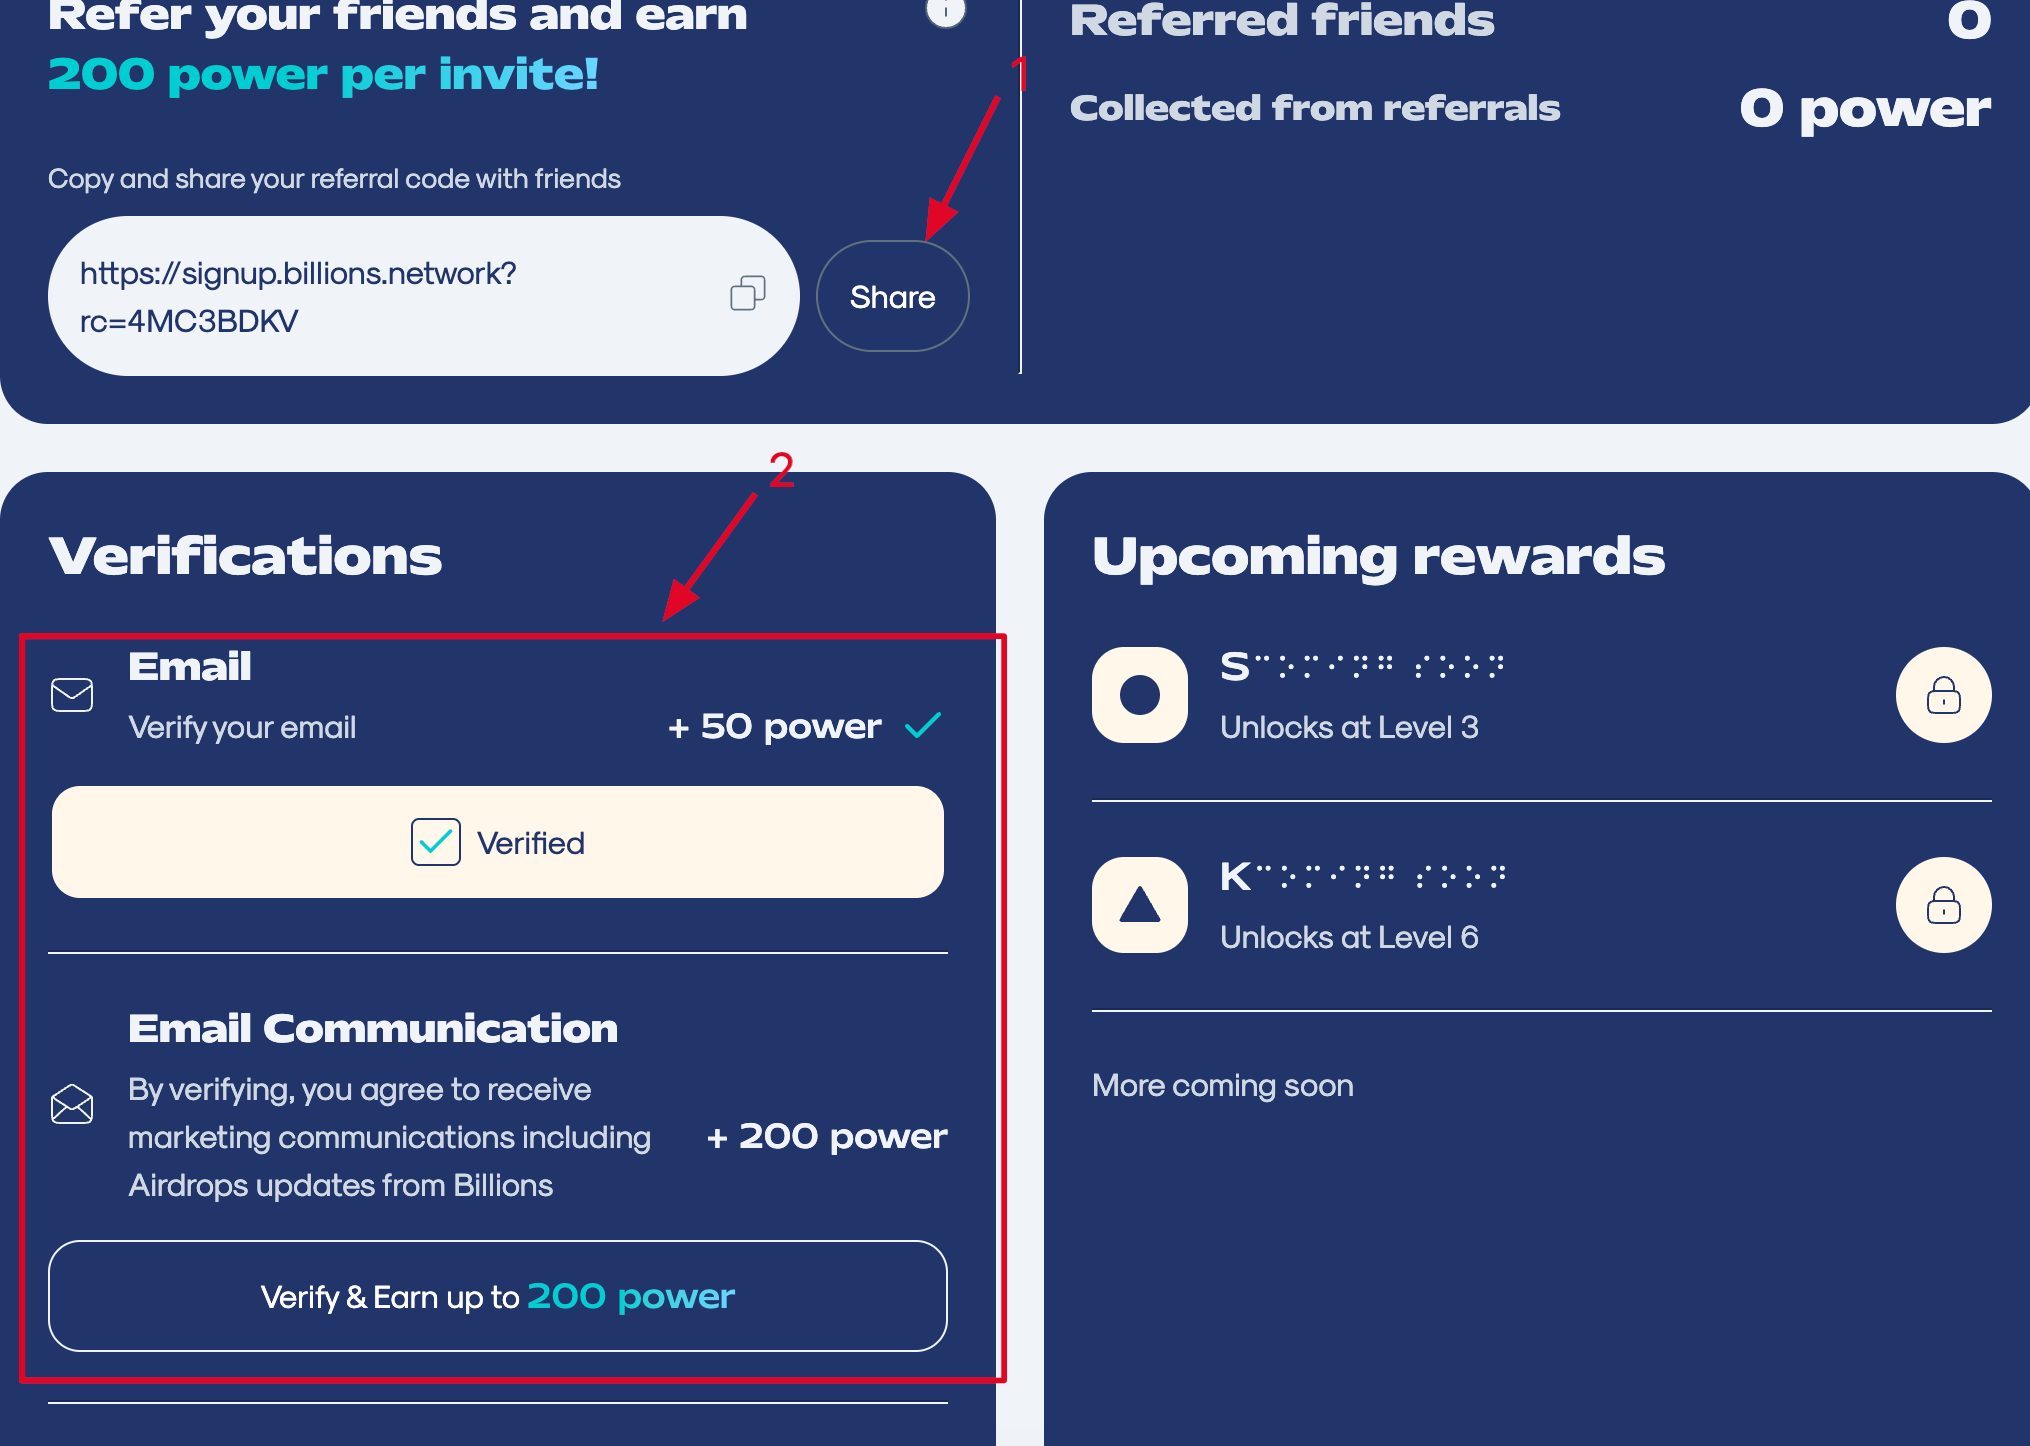 Refer your friends and earn
200 power per invite!
Copy and share your referral code with friends
https://signup.billions.network?
rc=4MC3BDKV
Share
1
Referred friends
0
Collected from referrals
0 power
2
Verifications
Email
Verify your email
+ 50 power
Verified
Email Communication
By verifying, you agree to receive
marketing communications including
Airdrops updates from Billions
+ 200 power
Verify & Earn up to 200 power
Upcoming rewards
S⠉⠕⠍⠊⠝⠛ ⠎⠕⠕⠝
Unlocks at Level 3
K⠉⠕⠍⠊⠝⠛ ⠎⠕⠕⠝
Unlocks at Level 6
More coming soon